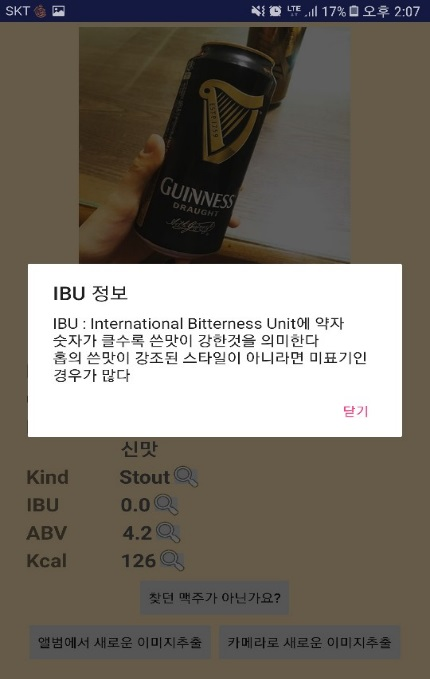 SKT LTE 17% 오후 2:07
GUINNESS
DRAUGHT
IBU 정보
IBU : International Bitterness Unit에 약자
숫자가 클수록 쓴맛이 강한것을 의미한다
홉의 쓴맛이 강조된 스타일이 아니라면 미표기인
경우가 많다
닫기
신맛
Kind Stout
IBU 0.0
ABV 4.2
Kcal 126
찾던 맥주가 아닌가요?
앨범에서 새로운 이미지추출 카메라로 새로운 이미지추출